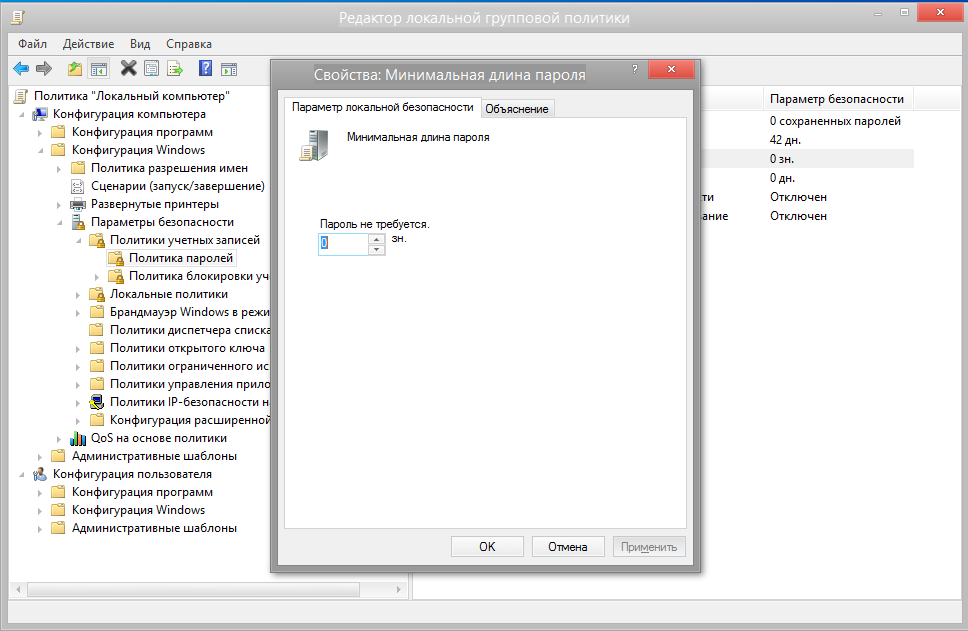 Редактор локальной групповой политики
Файл Действие Вид Справка
Политика "Локальный компьютер"
Конфигурация компьютера
Конфигурация программ
Конфигурация Windows
Политика разрешения имен
Сценарии (запуск/завершение)
Развернутые принтеры
Параметры безопасности
Политики учетных записей
Политика паролей
Политика блокировки уч
Локальные политики
Брандмауэр Windows в режи
Политики диспетчера списка
Политики открытого ключа
Политики ограниченного ис
Политики управления прило
Политики IP-безопасности н
Конфигурация расширенной
QoS на основе политики
Административные шаблоны
Конфигурация пользователя
Конфигурация программ
Конфигурация Windows
Административные шаблоны
Свойства: Минимальная длина пароля
?
Параметр локальной безопасности Объяснение
Минимальная длина пароля
Пароль не требуется.
0 зн.
OK Отмена Применить
Параметр безопасности
0 сохраненных паролей
42 дн.
0 зн.
0 дн.
ти Отключен
ание Отключен